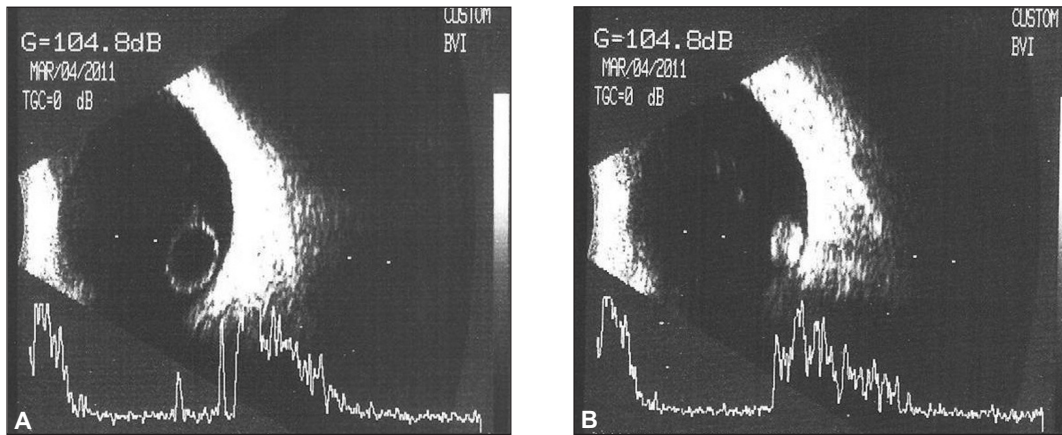 CUSTOM
BVI
G=104.8dB
MAR/04/2011
TGC=0 dB
A
CUSTOM
BVI
G=104.8dB
MAR/04/2011
TGC=0 dB
B